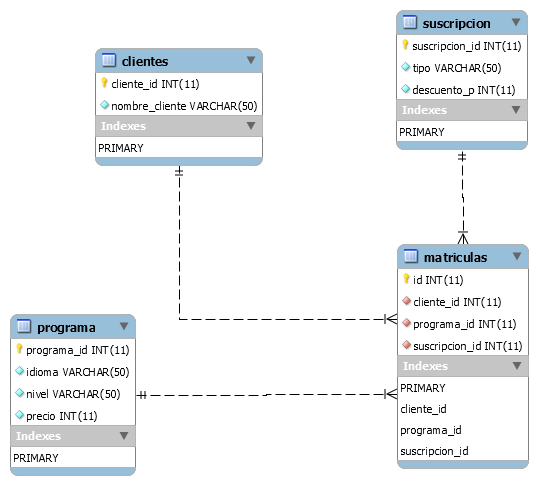 clientes
cliente_id INT(11)
nombre_cliente VARCHAR(50)
Indexes
PRIMARY
suscripcion
suscripcion_id INT(11)
tipo VARCHAR(50)
descuento_p INT(11)
Indexes
PRIMARY
programa
programa_id INT(11)
idioma VARCHAR(50)
nivel VARCHAR(50)
precio INT(11)
Indexes
PRIMARY
matriculas
id INT(11)
cliente_id INT(11)
programa_id INT(11)
suscripcion_id INT(11)
Indexes
PRIMARY
cliente_id
programa_id
suscripcion_id